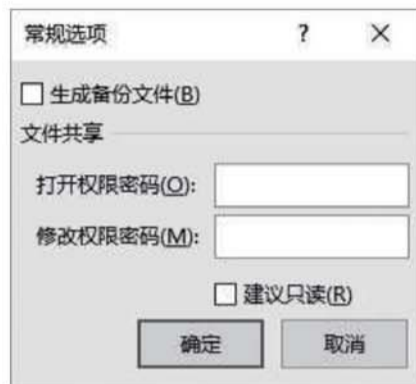 常规选项 ? ×
生成备份文件(B)
文件共享
打开权限密码(O):
修改权限密码(M):
建议只读(R)
确定 取消